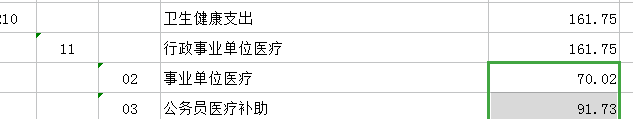 210 卫生健康支出 161.75
11 行政事业单位医疗 161.75
02 事业单位医疗 70.02
03 公务员医疗补助 91.73